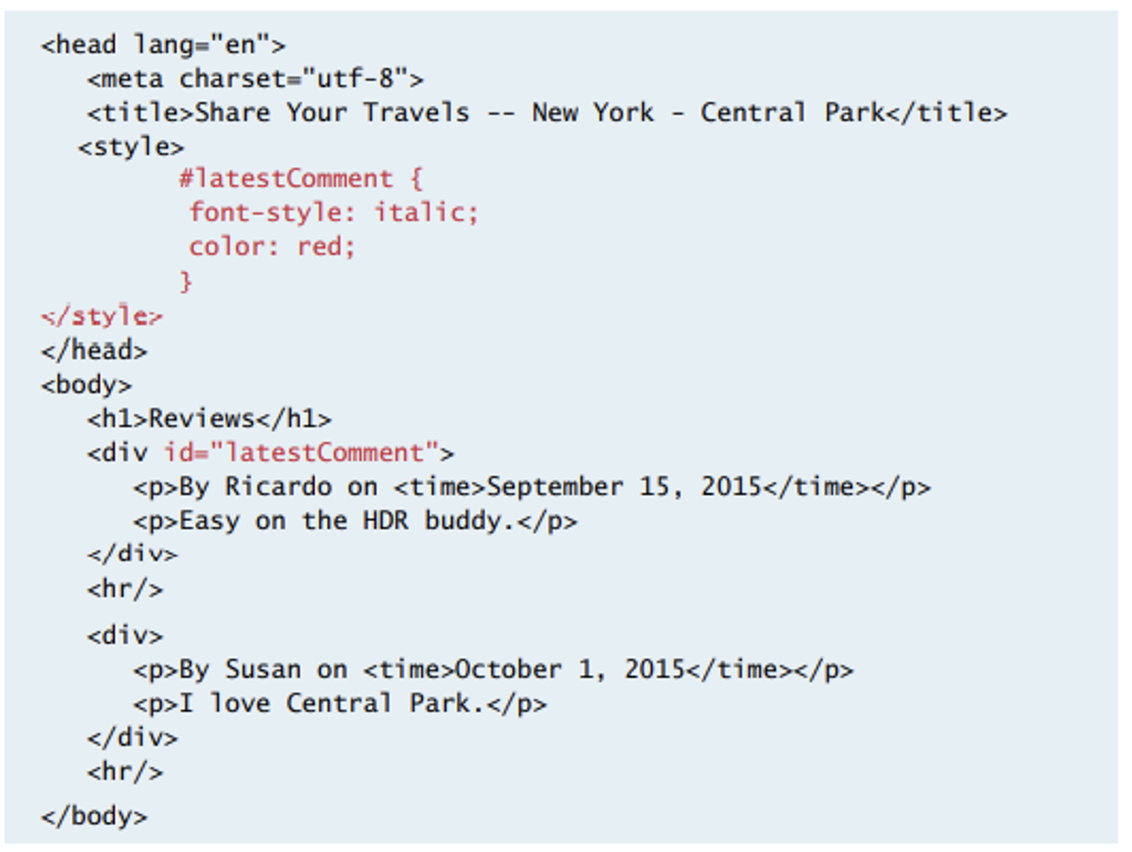 <head lang="en">
<meta charset="utf-8">
<title>Share Your Travels -- New York - Central Park</title>
<style>
#latestComment {
font-style: italic;
color: red;
}
</style>
</head>
<body>
<h1>Reviews</h1>
<div id="latestComment">
<p>By Ricardo on <time>September 15, 2015</time></p>
<p>Easy on the HDR buddy.</p>
</div>
<hr/>
<div>
<p>By Susan on <time>October 1, 2015</time></p>
<p>I love Central Park.</p>
</div>
<hr/>
</body>